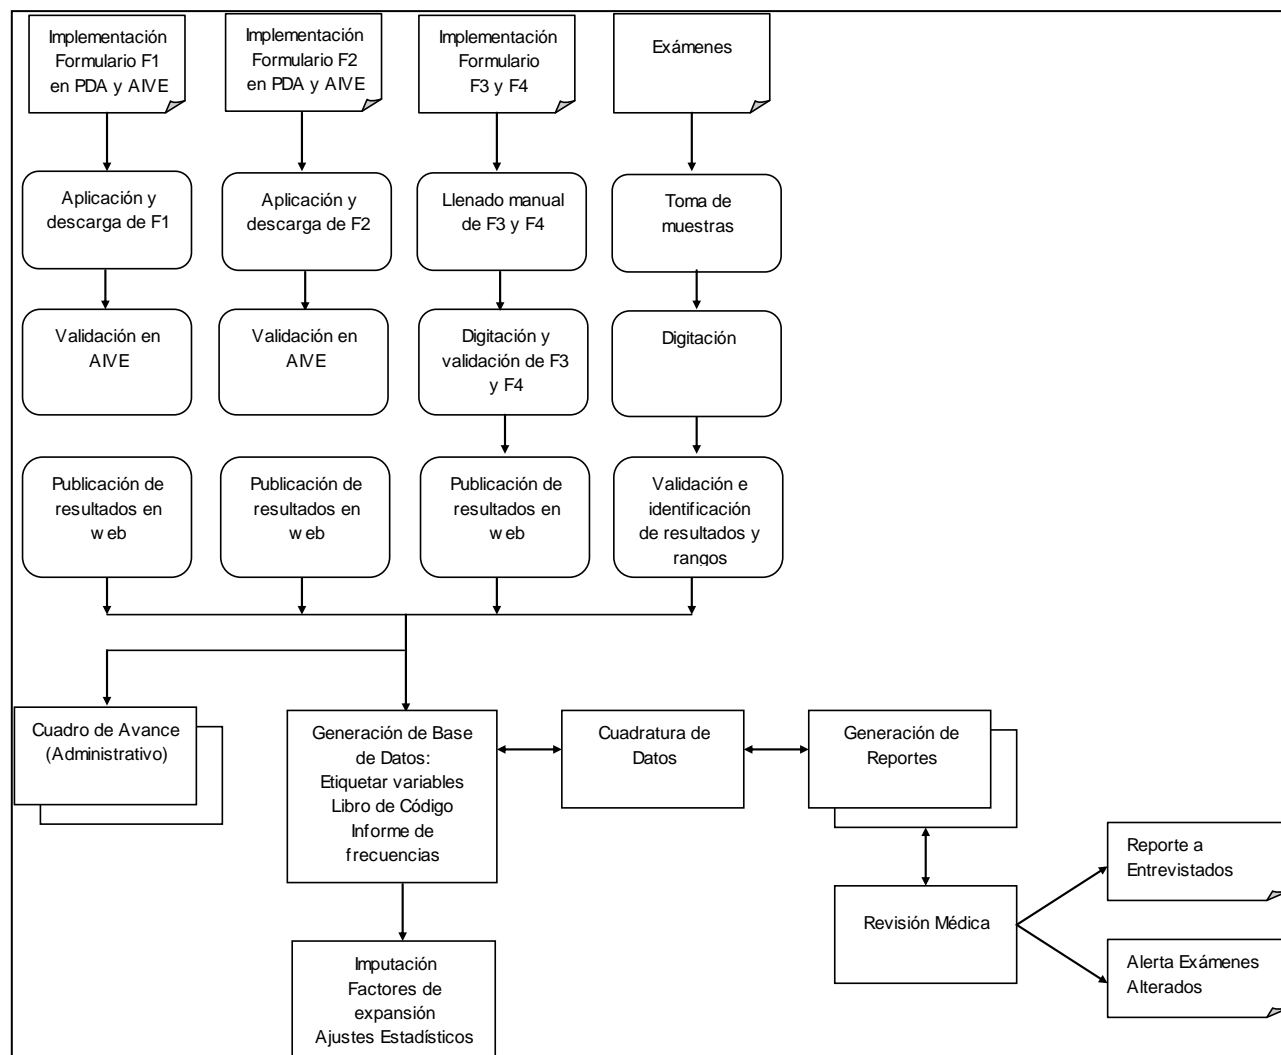 Implementación
Formulario F1
en PDA y AIVE
Implementación
Formulario F2
en PDA y AIVE
Implementación
Formulario
F3 y F4
Exámenes
Aplicación y
descarga de F1
Aplicación y
descarga de F2
Llenado manual
de F3 y F4
Toma de
muestras
Validación en
AIVE
Validación en
AIVE
Digitación y
validación de F3
y F4
Digitación
Publicación de
resultados en
web
Publicación de
resultados en
web
Publicación de
resultados en
web
Validación e
identificación
de resultados y
rangos
Cuadro de Avance
(Administrativo)
Generación de Base
de Datos:
Etiquetar variables
Libro de Código
Informe de
frecuencias
Cuadratura de
Datos
Generación de
Reportes
Reporte a
Entrevistados
Revisión Médica
Alerta Exámenes
Alterados
Imputación
Factores de
expansión
Ajustes Estadísticos